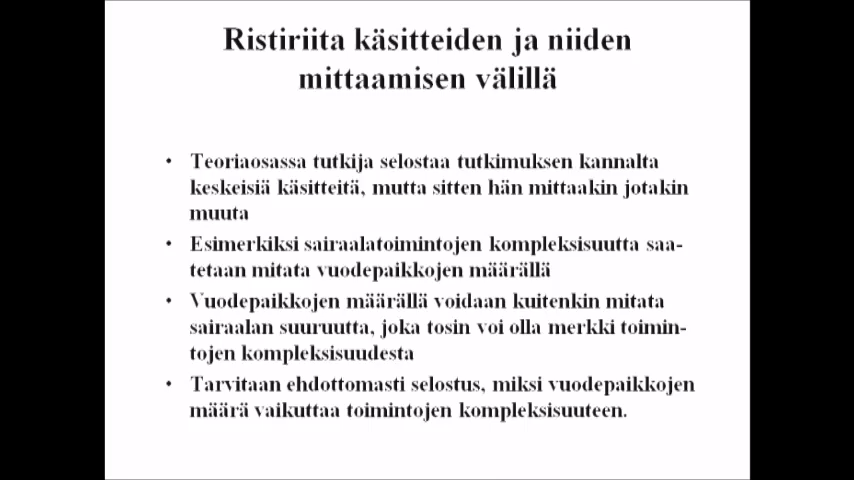 Ristiriita käsitteiden ja niiden
mittaamisen välillä
• Teoriaosassa tutkija selostaa tutkimuksen kannalta
keskeisiä käsitteitä, mutta sitten hän mittaakin jotakin
muuta
• Esimerkiksi sairaalatoimintojen kompleksisuutta saa-
tetaan mitata vuodepaikkojen määrällä
• Vuodepaikkojen määrällä voidaan kuitenkin mitata
sairaalan suuruutta, joka tosin voi olla merkki toimin-
tojen kompleksisuudesta
• Tarvitaan ehdottomasti selostus, miksi vuodepaikkojen
määrä vaikuttaa toimintojen kompleksisuuteen.